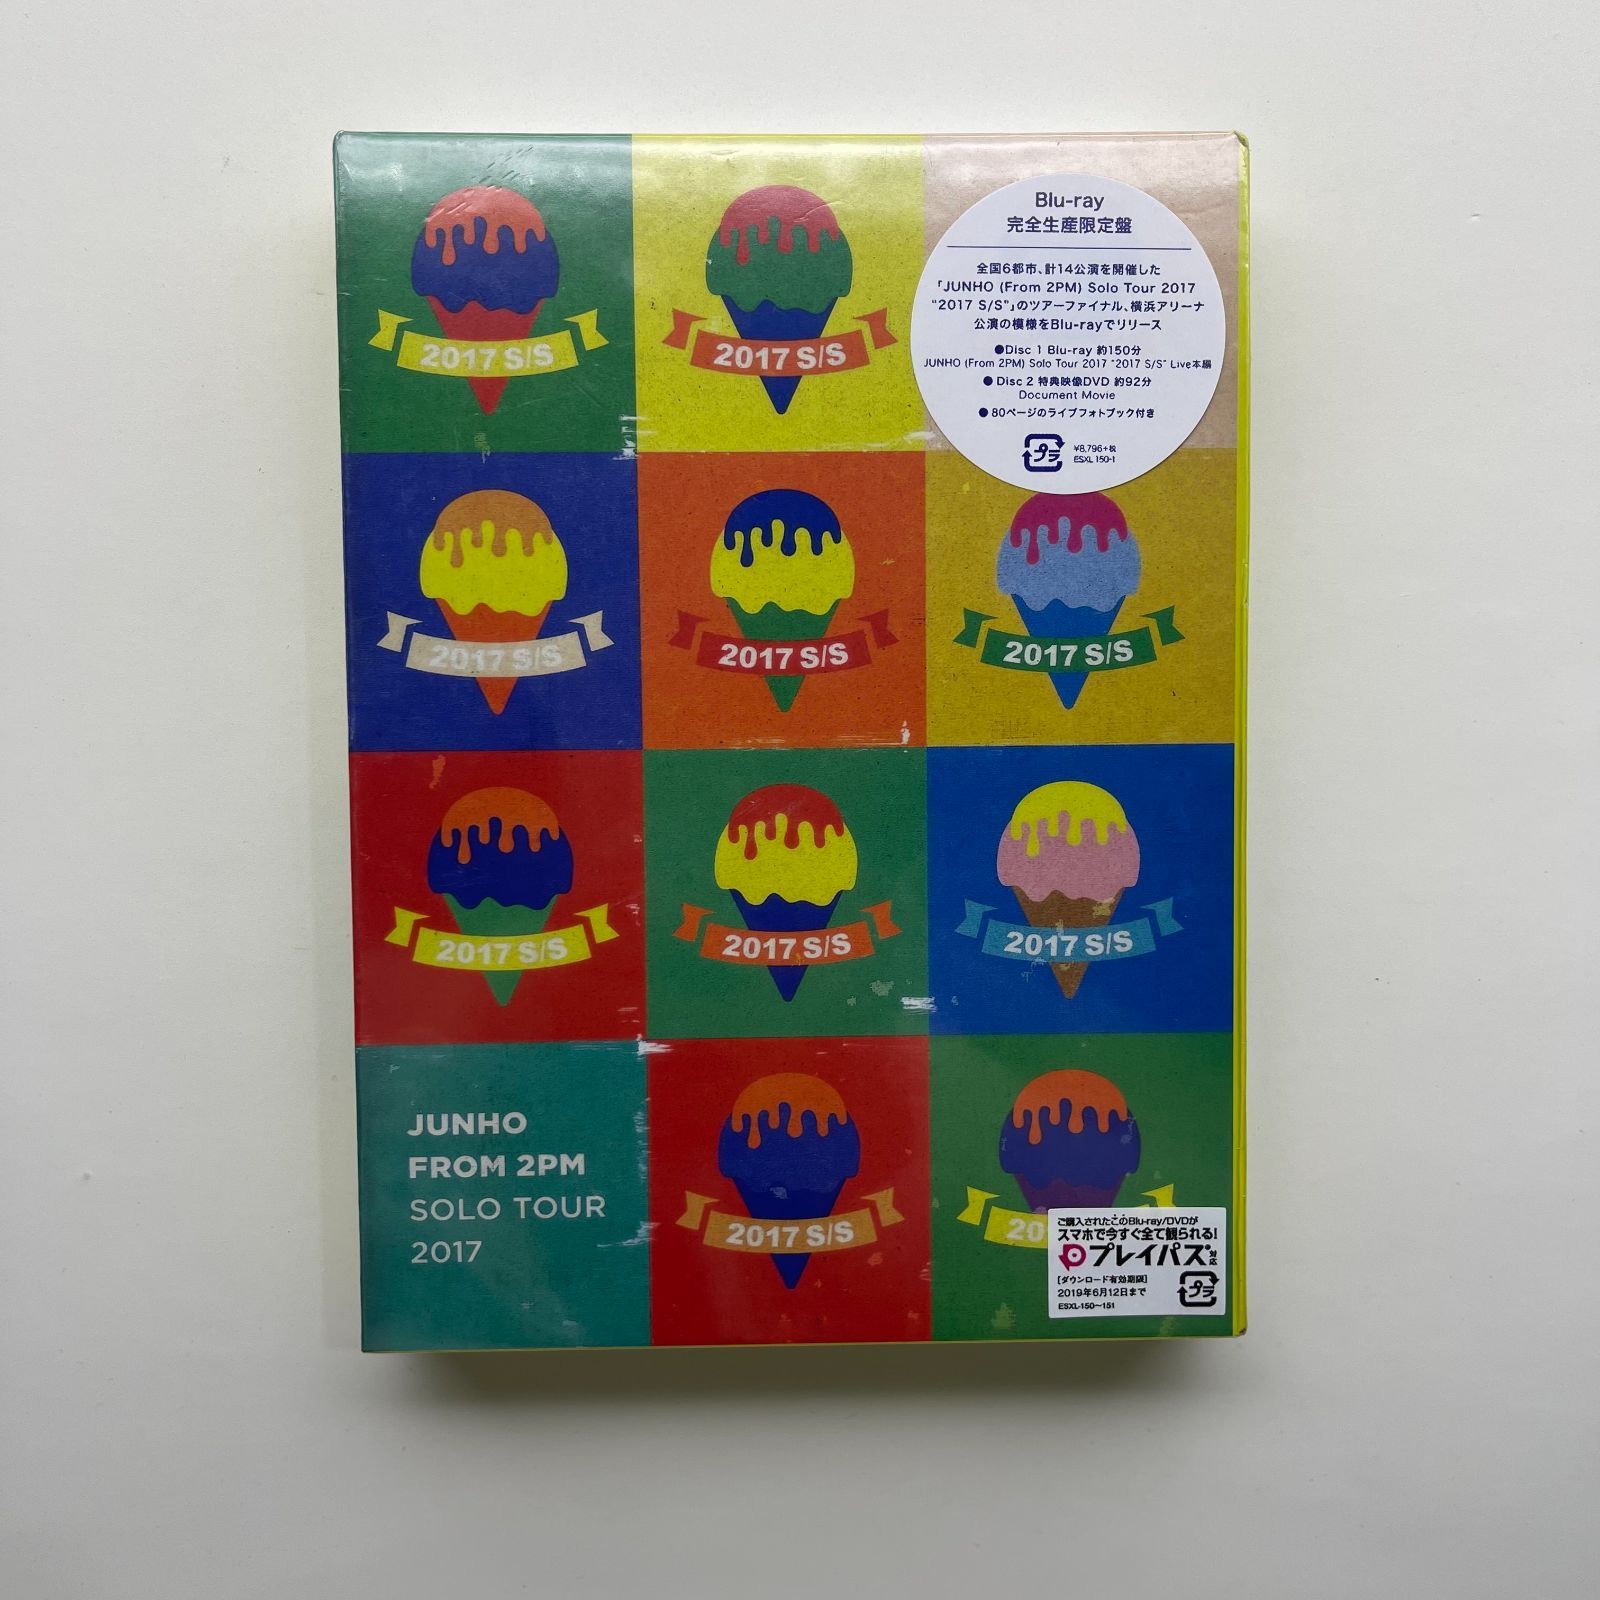 Blu-ray
完全生産限定盤
全国6都市、計14公演を開催した
「JUNHO (From 2PM) Solo Tour 2017
"2017 S/S"」のツアーファイナル、横浜アリーナ
公演の模様をBlu-rayでリリース
●Disc 1 Blu-ray 約150分
JUNHO (From 2PM) Solo Tour 2017 "2017 S/S" Live本編
●Disc 2 特典映像DVD 約92分
Document Movie
●80ページのライブフォトブック付き
プラ
¥8,796+税
ESXL 150-1
2017 S/S
2017 S/S
2017 S/S
2017 S/S
2017 S/S
2017 S/S
2017 S/S
2017 S/S
JUNHO
FROM 2PM
SOLO TOUR
2017
2017 S/S
20
ご購入されたこのBlu-ray/DVDが
スマホで今すぐ全て観られる!
プレイパス®対応
[ダウンロード有効期限]
2019年6月12日まで
ESXL-150〜151
プラ